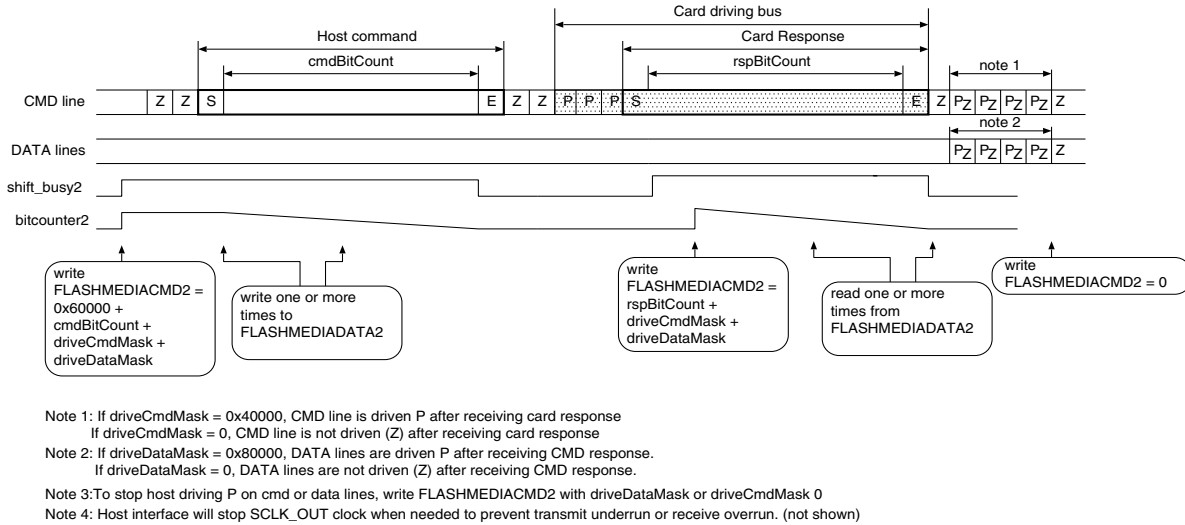 Card driving bus
Host command
Card Response
cmdBitCount
rspBitCount
note 1
CMD line
Z Z S E Z Z P P P S E Z PZ PZ PZ PZ Z
note 2
DATA lines
PZ PZ PZ PZ Z
shift_busy2
bitcounter2
write
FLASHMEDIACMD2 =
0x60000 +
cmdBitCount +
driveCmdMask +
driveDataMask
write one or more
times to
FLASHMEDIADATA2
write
FLASHMEDIACMD2 =
rspBitCount +
driveCmdMask +
driveDataMask
read one or more
times from
FLASHMEDIADATA2
write
FLASHMEDIACMD2 = 0
Note 1: If driveCmdMask = 0x40000, CMD line is driven P after receiving card response
If driveCmdMask = 0, CMD line is not driven (Z) after receiving card response
Note 2: If driveDataMask = 0x80000, DATA lines are driven P after receiving CMD response.
If driveDataMask = 0, DATA lines are not driven (Z) after receiving CMD response.
Note 3:To stop host driving P on cmd or data lines, write FLASHMEDIACMD2 with driveDataMask or driveCmdMask 0
Note 4: Host interface will stop SCLK_OUT clock when needed to prevent transmit underrun or receive overrun. (not shown)